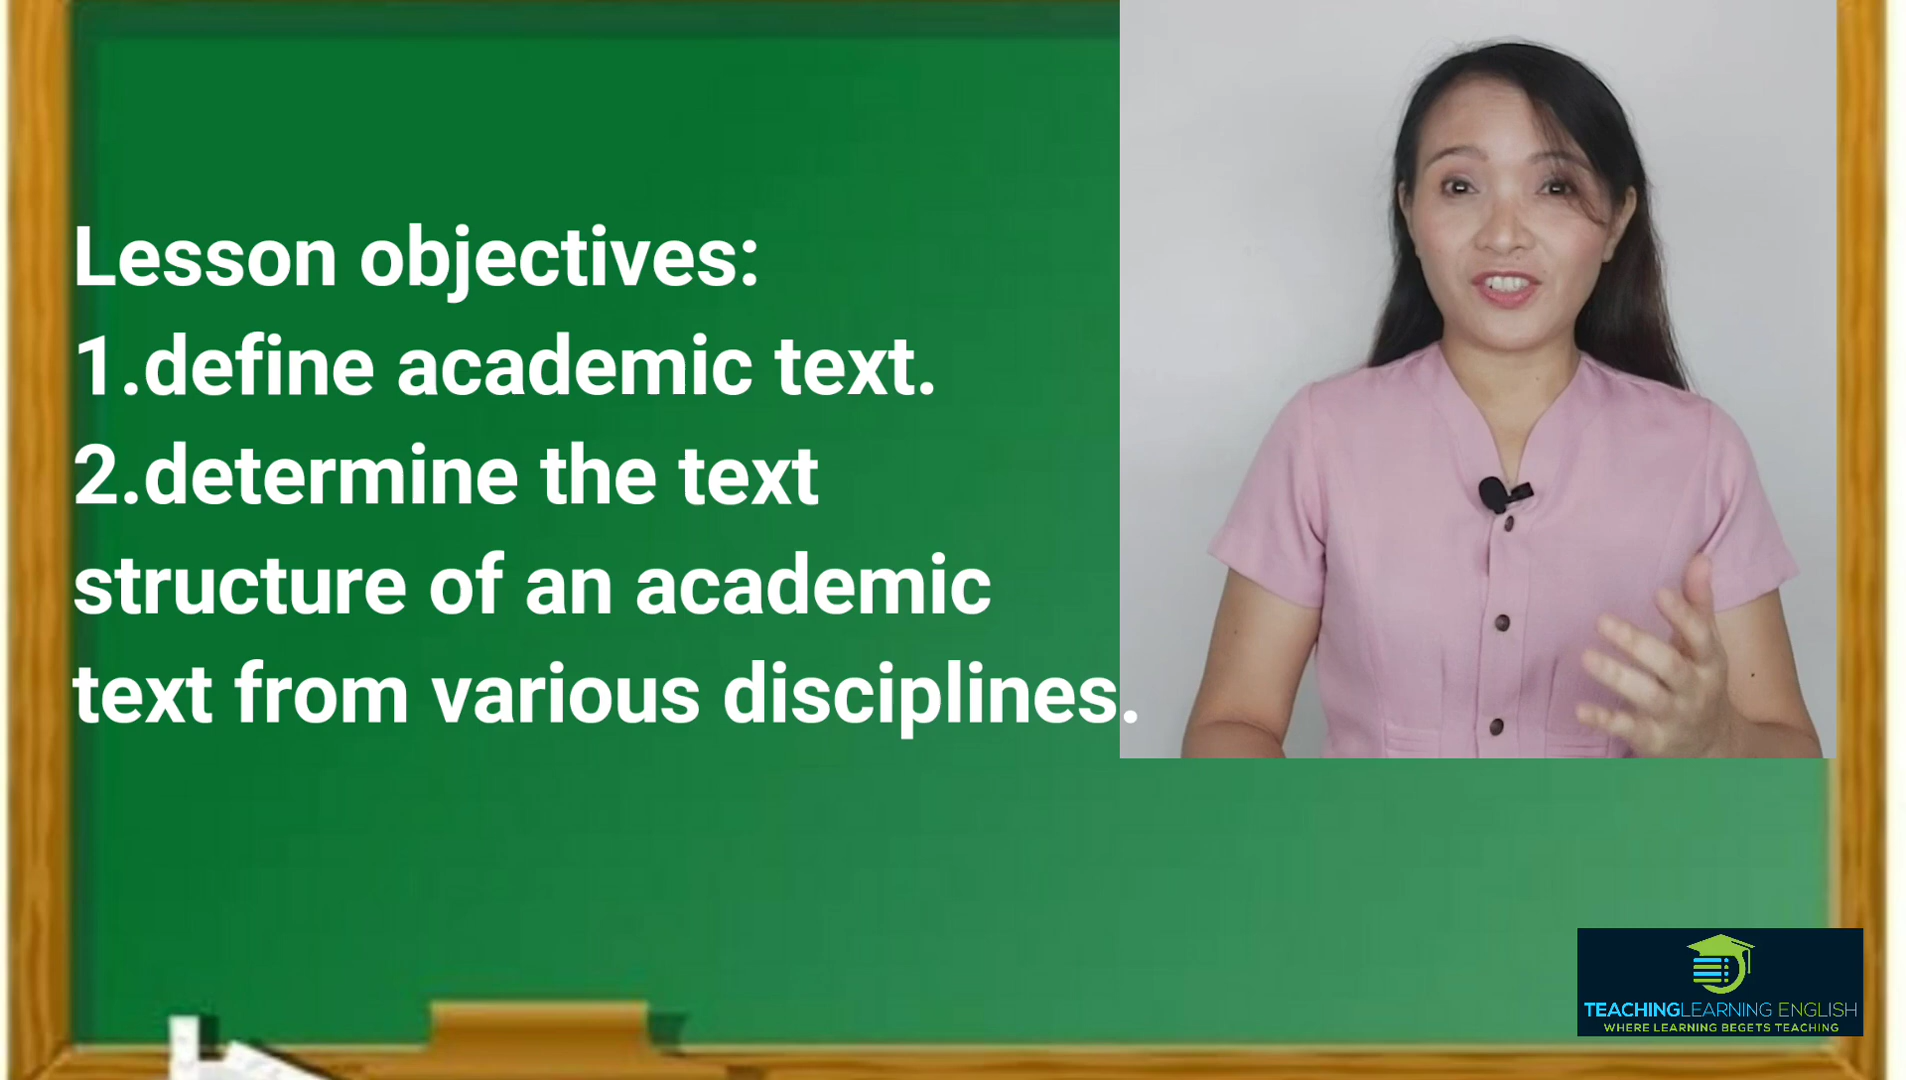 Lesson objectives:
1.define academic text.
2.determine the text
structure of an academic
text from various disciplines.
TEACHINGLEARNING ENGLISH
WHERE LEARNING BEGETS TEACHING